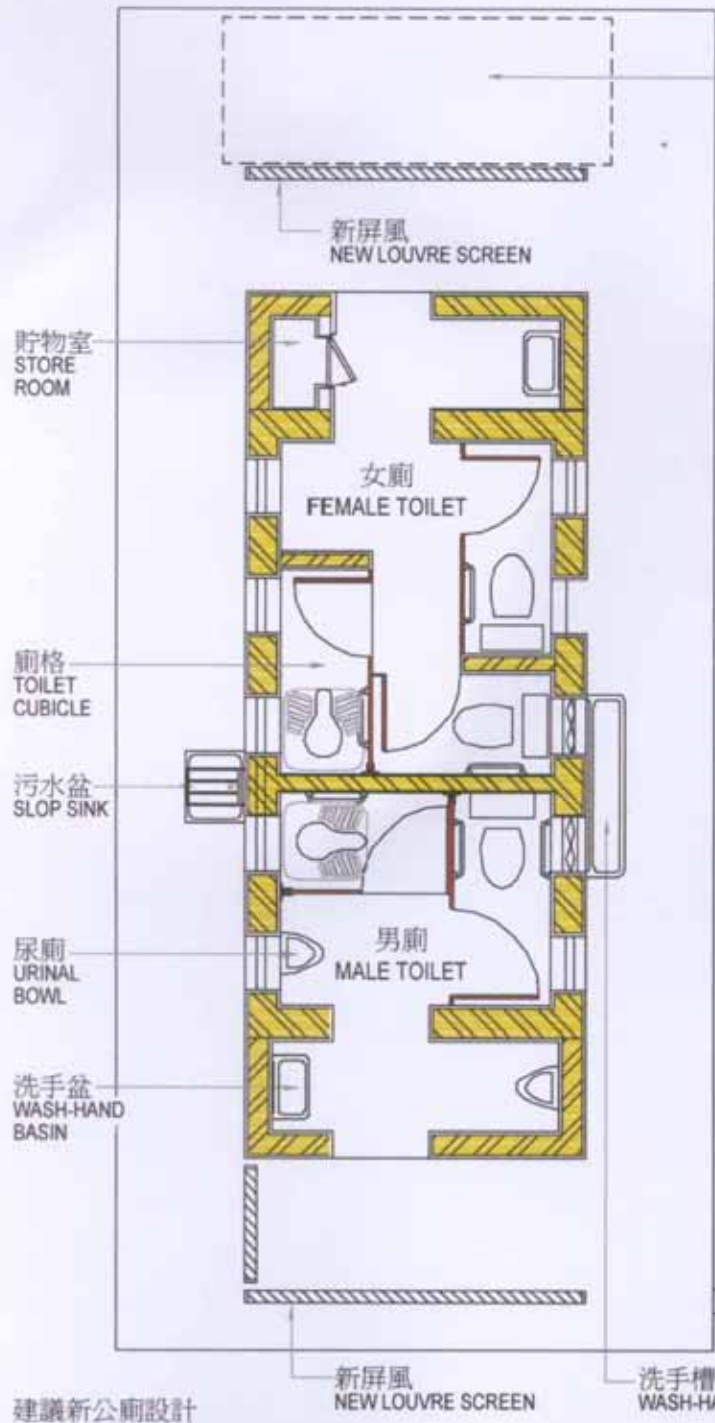 新屏風
NEW LOUVRE SCREEN
貯物室
STORE
ROOM
女廁
FEMALE TOILET
廁格
TOILET
CUBICLE
污水盆
SLOP SINK
尿廁
URINAL
BOWL
男廁
MALE TOILET
洗手盆
WASH-HAND
BASIN
新屏風
NEW LOUVRE SCREEN
洗手槽
WASH-HA
建議新公廁設計